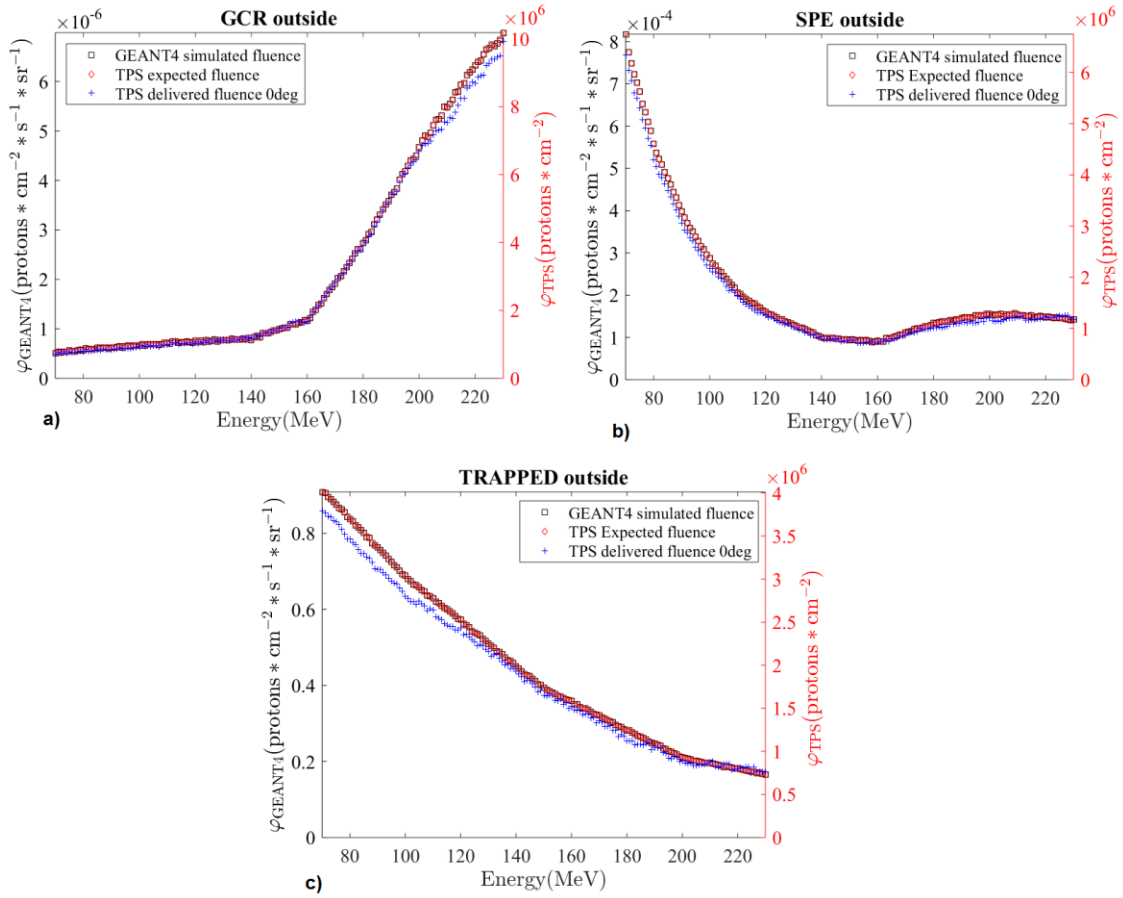 GCR outside
×10⁻⁶
×10⁶
GEANT4 simulated fluence
TPS expected fluence
TPS delivered fluence 0deg
φGEANT4(protons * cm⁻² * s⁻¹ * sr⁻¹)
0
1
2
3
4
5
6
φTPS(protons * cm⁻²)
0
2
4
6
8
10
80 100 120 140 160 180 200 220
Energy(MeV)
a)
SPE outside
×10⁻⁴
×10⁶
GEANT4 simulated fluence
TPS Expected fluence
TPS delivered fluence 0deg
φGEANT4(protons * cm⁻² * s⁻¹ * sr⁻¹)
0
1
2
3
4
5
6
7
8
φTPS(protons * cm⁻²)
0
1
2
3
4
5
6
80 100 120 140 160 180 200 220
Energy(MeV)
b)
TRAPPED outside
×10⁶
GEANT4 simulated fluence
TPS Expected fluence
TPS delivered fluence 0deg
φGEANT4(protons * cm⁻² * s⁻¹ * sr⁻¹)
0
0.2
0.4
0.6
0.8
φTPS(protons * cm⁻²)
0
0.5
1
1.5
2
2.5
3
3.5
4
80 100 120 140 160 180 200 220
Energy(MeV)
c)